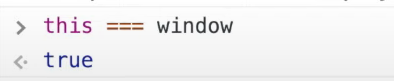 > this === window
<· true